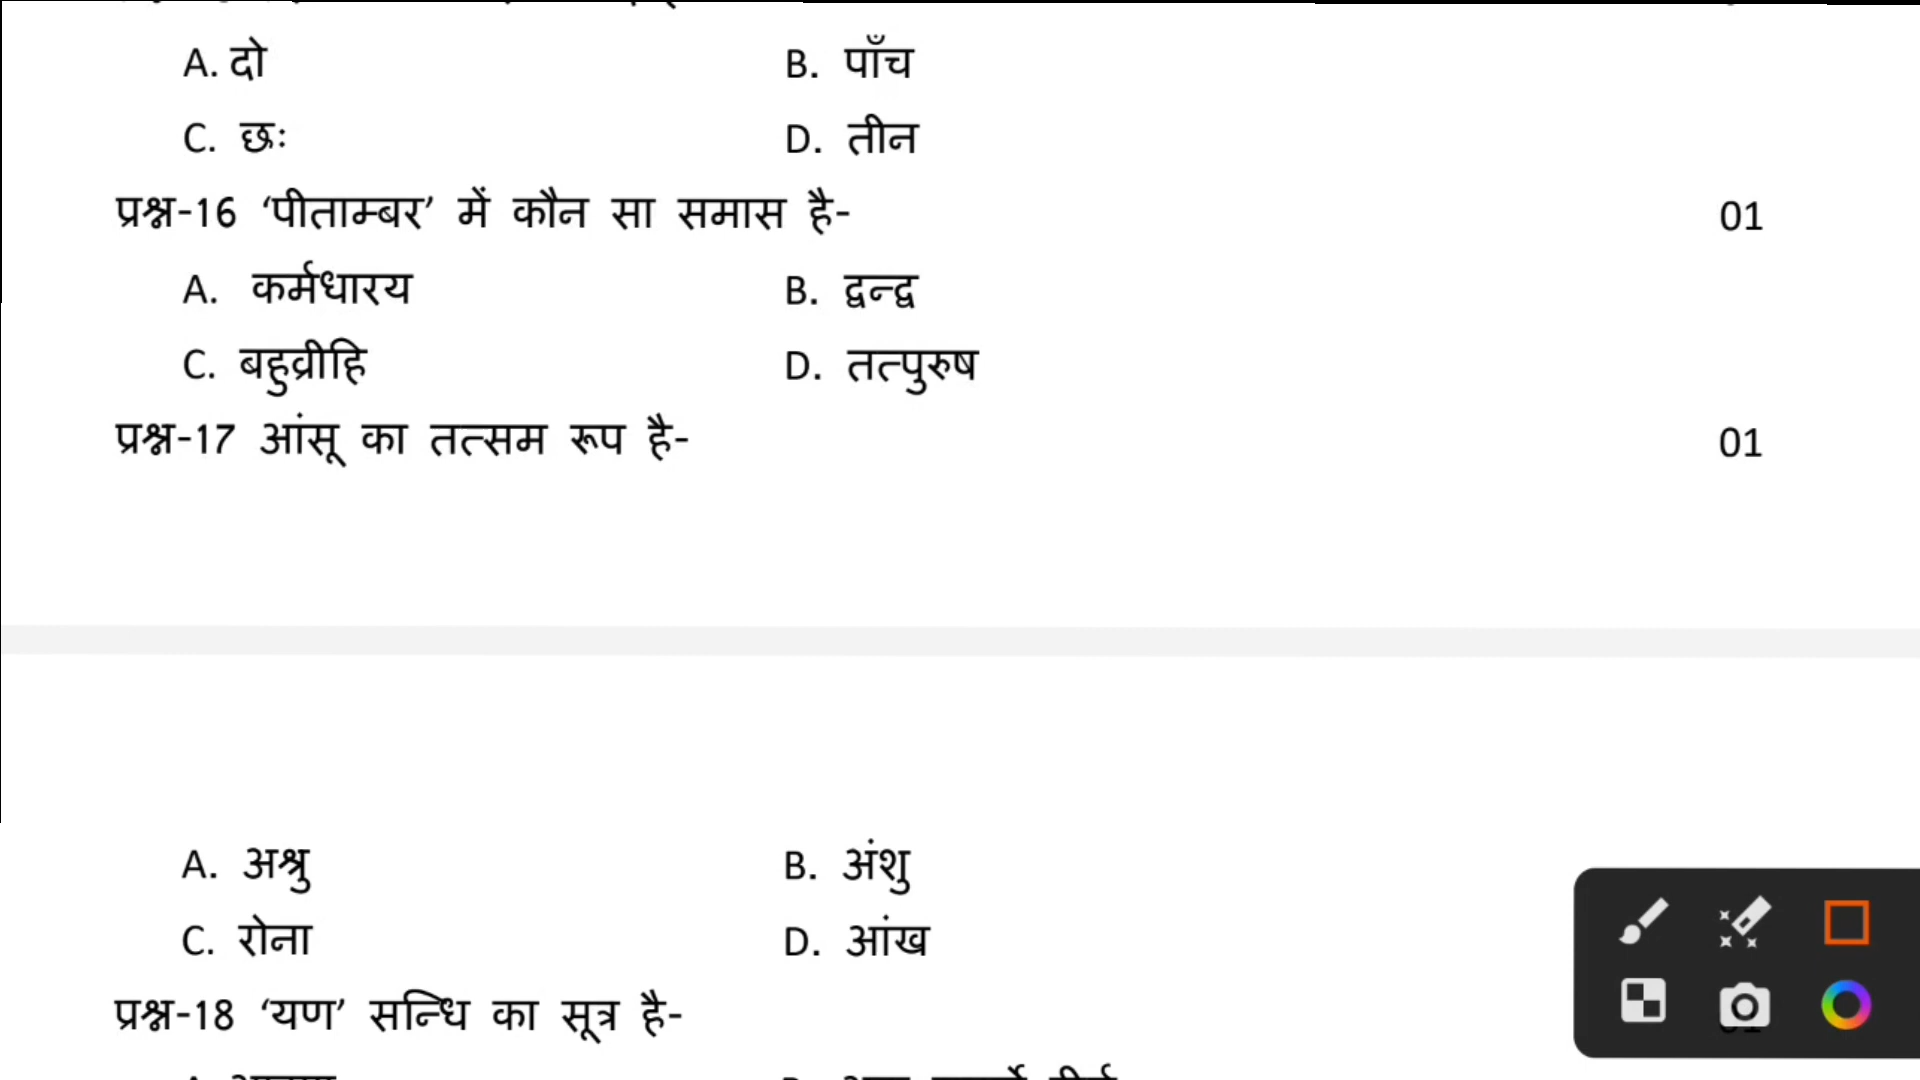 A. दो B. पाँच
C. छः D. तीन
प्रश्न-16 ‘पीताम्बर’ में कौन सा समास है- 01
A. कर्मधारय B. द्वन्द्व
C. बहुव्रीहि D. तत्पुरुष
प्रश्न-17 आंसू का तत्सम रूप है- 01
A. अश्रु B. अंशु
C. रोना D. आंख
प्रश्न-18 ‘यण’ सन्धि का सूत्र है-